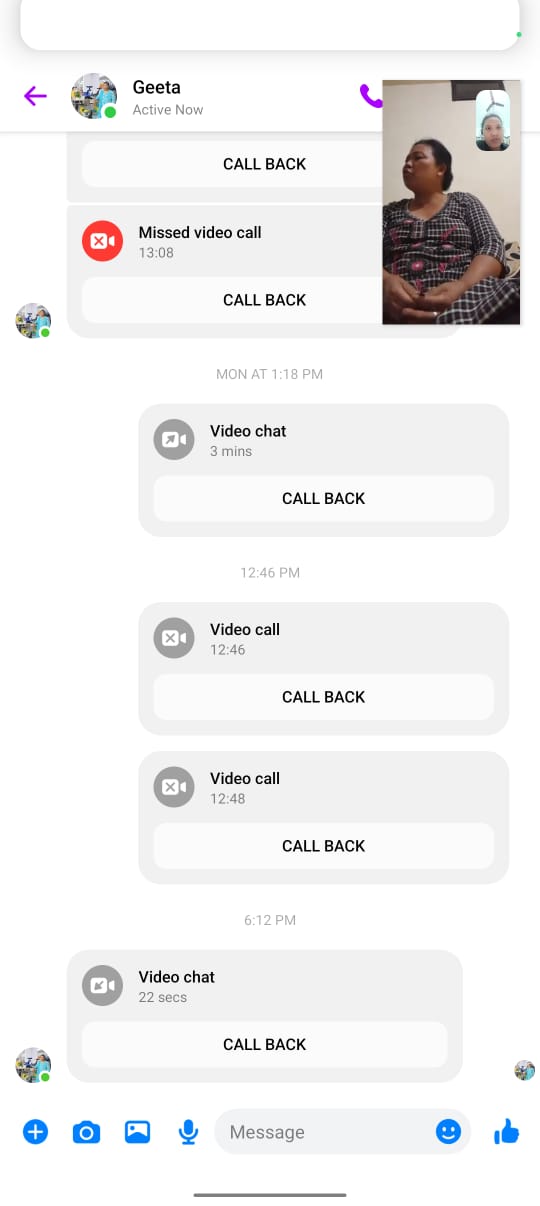 Geeta
Active Now
CALL BACK
Missed video call
13:08
CALL BACK
MON AT 1:18 PM
Video chat
3 mins
CALL BACK
12:46 PM
Video call
12:46
CALL BACK
Video call
12:48
CALL BACK
6:12 PM
Video chat
22 secs
CALL BACK
Message